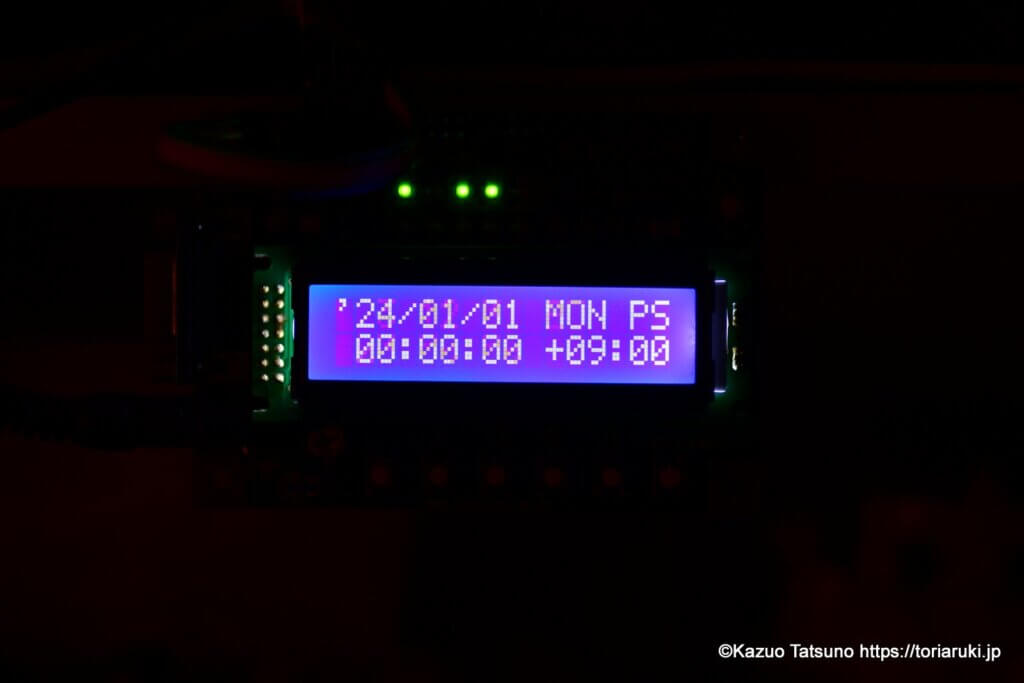 '24/01/01 MON PS
00:00:00 +09:00
©Kazuo Tatsuno https://toriaruki.jp